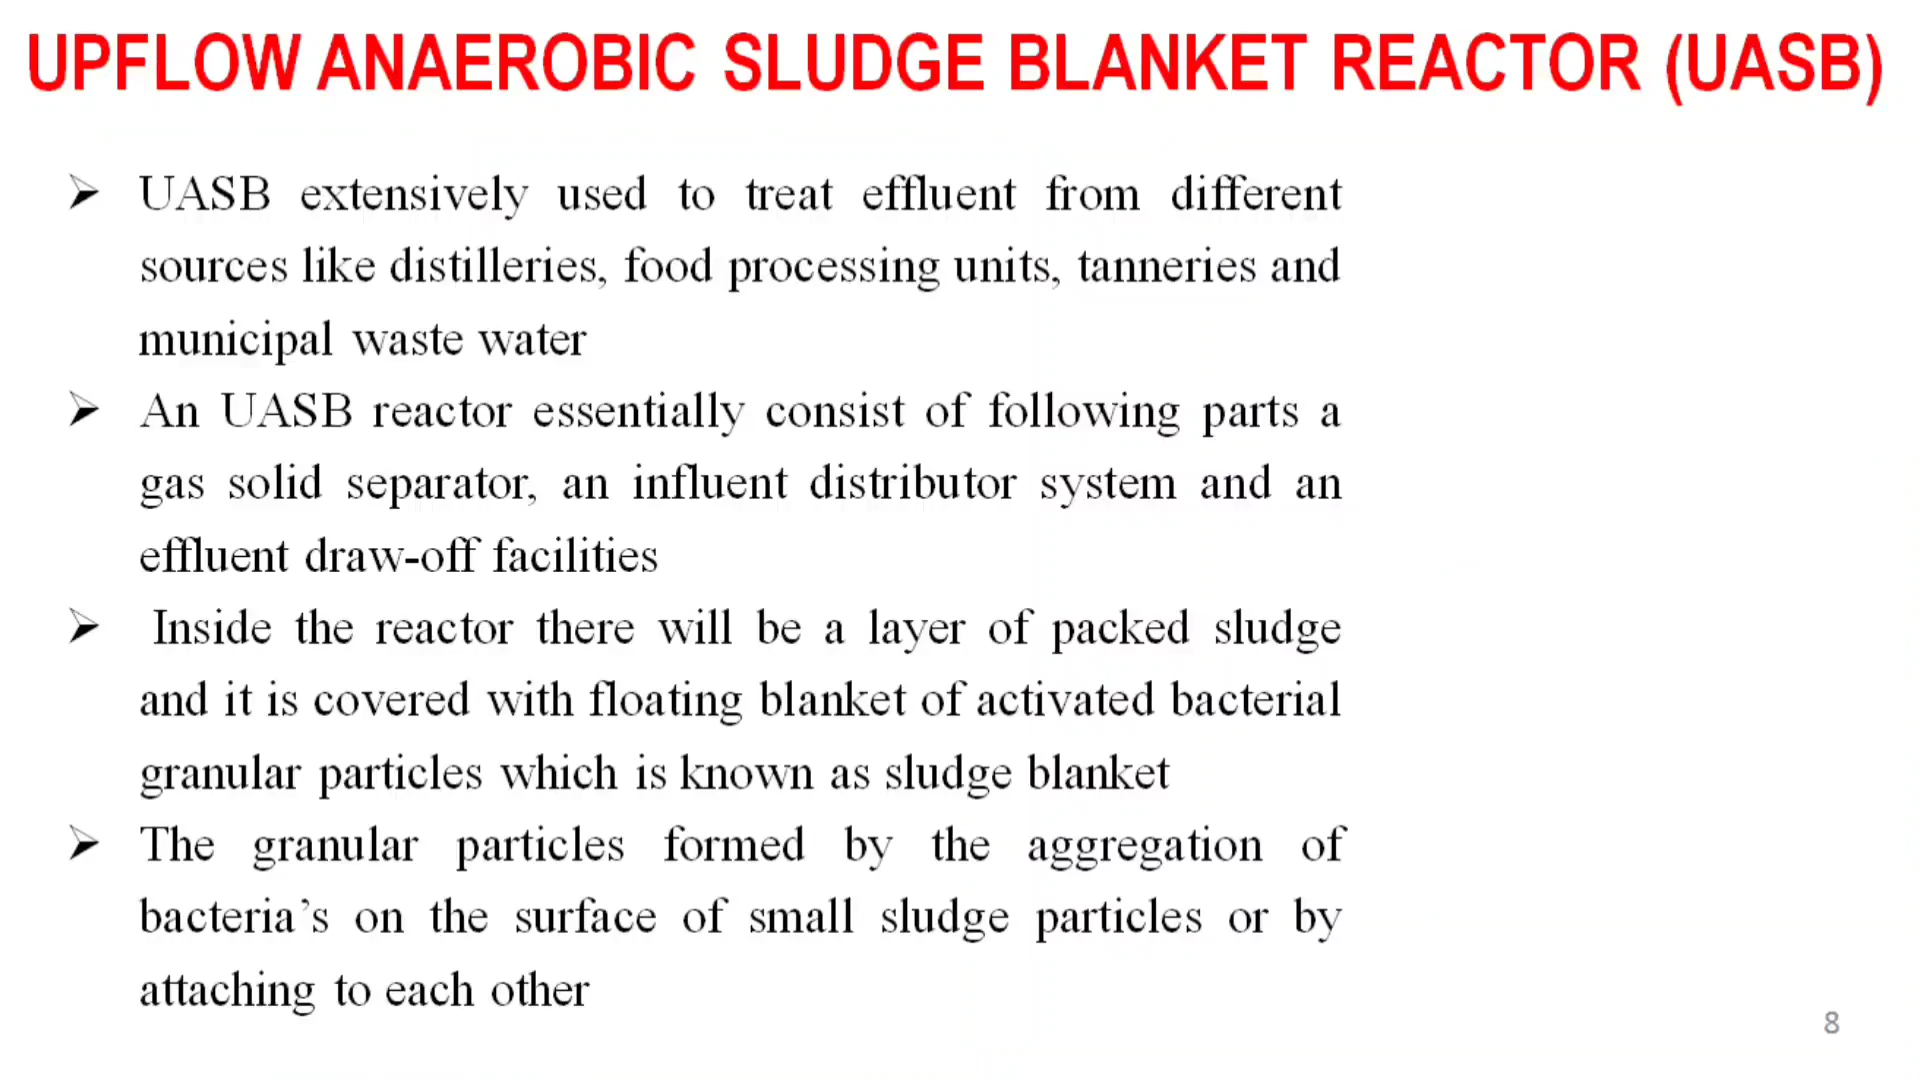 UPFLOW ANAEROBIC SLUDGE BLANKET REACTOR (UASB)
➢ UASB extensively used to treat effluent from different
sources like distilleries, food processing units, tanneries and
municipal waste water
➢ An UASB reactor essentially consist of following parts a
gas solid separator, an influent distributor system and an
effluent draw-off facilities
➢ Inside the reactor there will be a layer of packed sludge
and it is covered with floating blanket of activated bacterial
granular particles which is known as sludge blanket
➢ The granular particles formed by the aggregation of
bacteria’s on the surface of small sludge particles or by
attaching to each other
8